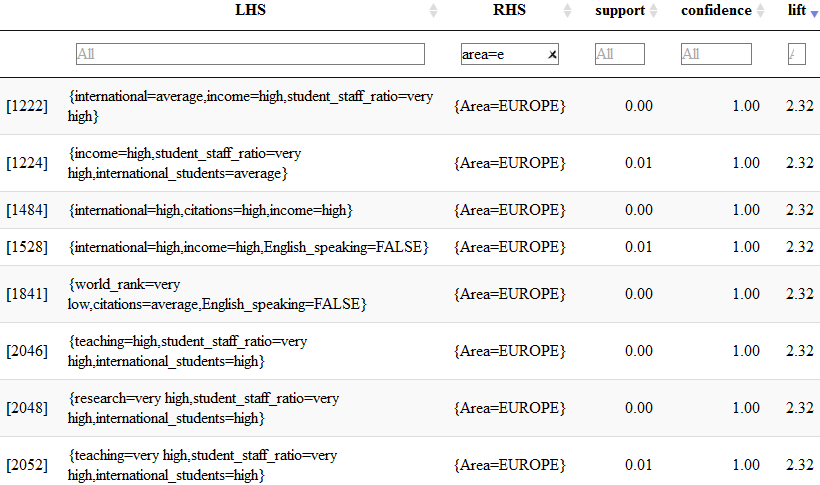 LHS RHS support confidence lift
All area=e × All All A
[1222] {international=average,income=high,student_staff_ratio=very high} {Area=EUROPE} 0.00 1.00 2.32
[1224] {income=high,student_staff_ratio=very high,international_students=average} {Area=EUROPE} 0.01 1.00 2.32
[1484] {international=high,citations=high,income=high} {Area=EUROPE} 0.00 1.00 2.32
[1528] {international=high,income=high,English_speaking=FALSE} {Area=EUROPE} 0.01 1.00 2.32
[1841] {world_rank=very low,citations=average,English_speaking=FALSE} {Area=EUROPE} 0.00 1.00 2.32
[2046] {teaching=high,student_staff_ratio=very high,international_students=high} {Area=EUROPE} 0.00 1.00 2.32
[2048] {research=very high,student_staff_ratio=very high,international_students=high} {Area=EUROPE} 0.00 1.00 2.32
[2052] {teaching=very high,student_staff_ratio=very high,international_students=high} {Area=EUROPE} 0.01 1.00 2.32